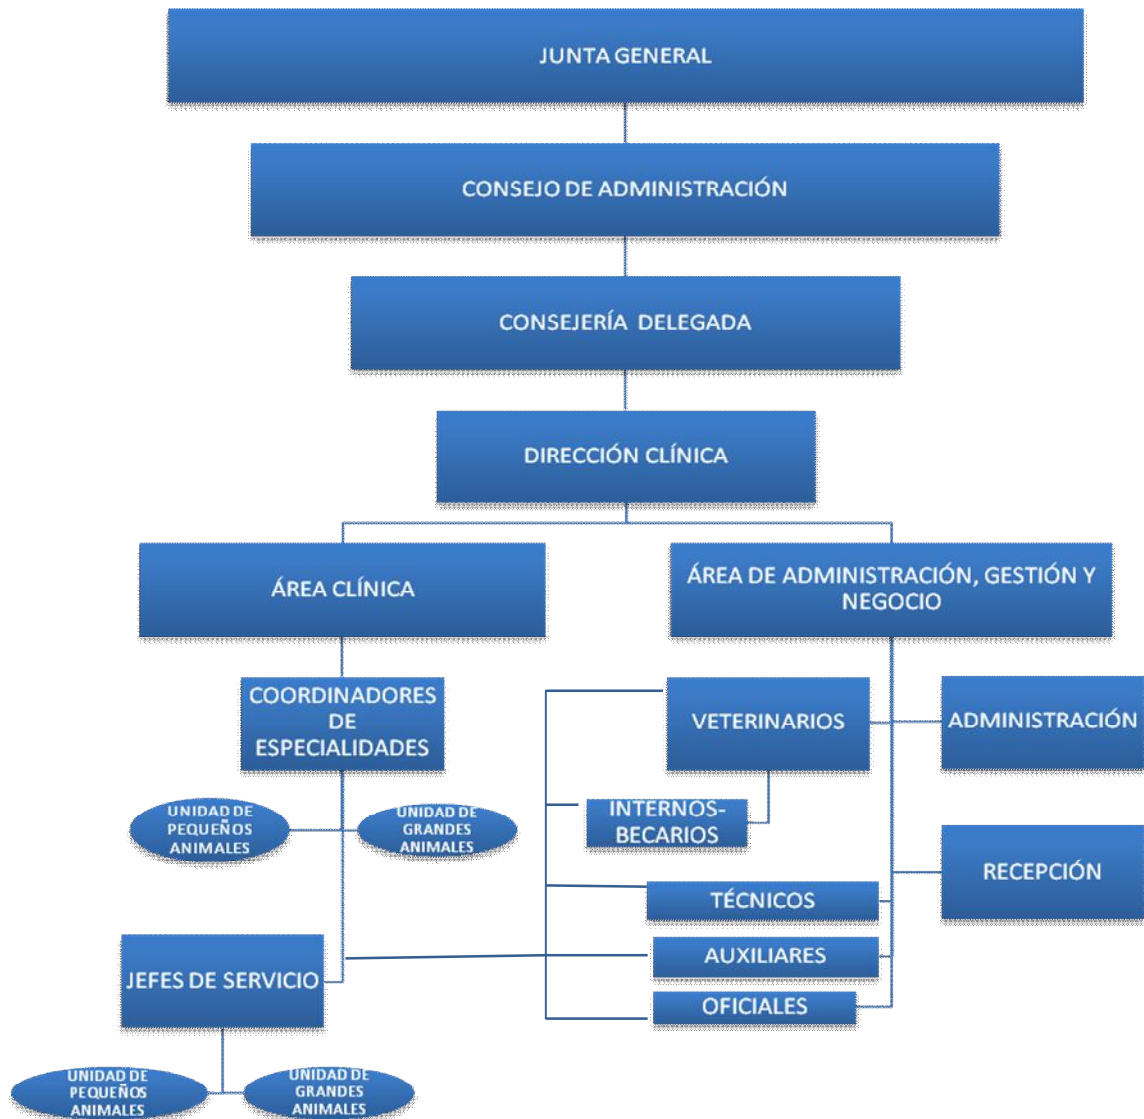 JUNTA GENERAL
CONSEJO DE ADMINISTRACIÓN
CONSEJERÍA DELEGADA
DIRECCIÓN CLÍNICA
ÁREA CLÍNICA
ÁREA DE ADMINISTRACIÓN, GESTIÓN Y
NEGOCIO
COORDINADORES
DE
ESPECIALIDADES
VETERINARIOS
ADMINISTRACIÓN
UNIDAD DE
PEQUEÑOS
ANIMALES
UNIDAD DE
GRANDES
ANIMALES
INTERNOS-
BECARIOS
RECEPCIÓN
TÉCNICOS
AUXILIARES
OFICIALES
JEFES DE SERVICIO
UNIDAD DE
PEQUEÑOS
ANIMALES
UNIDAD DE
GRANDES
ANIMALES